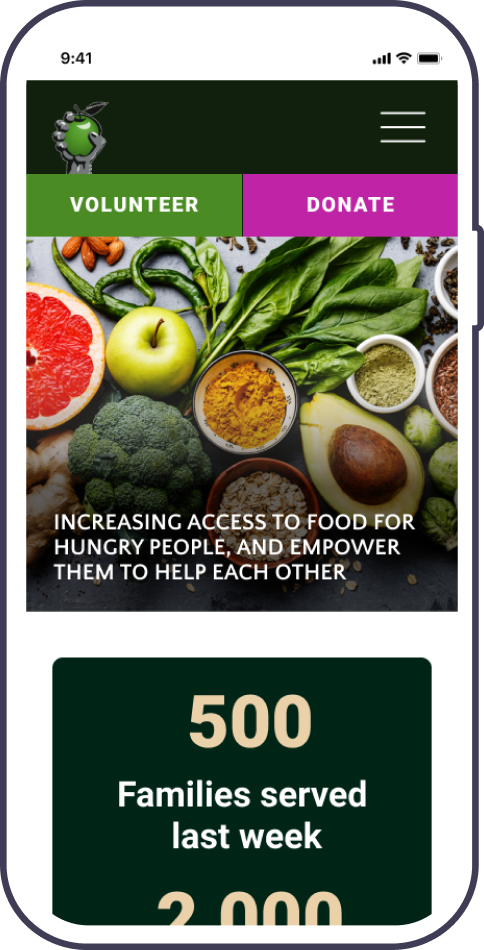 9:41
VOLUNTEER
DONATE
INCREASING ACCESS TO FOOD FOR
HUNGRY PEOPLE, AND EMPOWER
THEM TO HELP EACH OTHER
500
Families served
last week
2,000